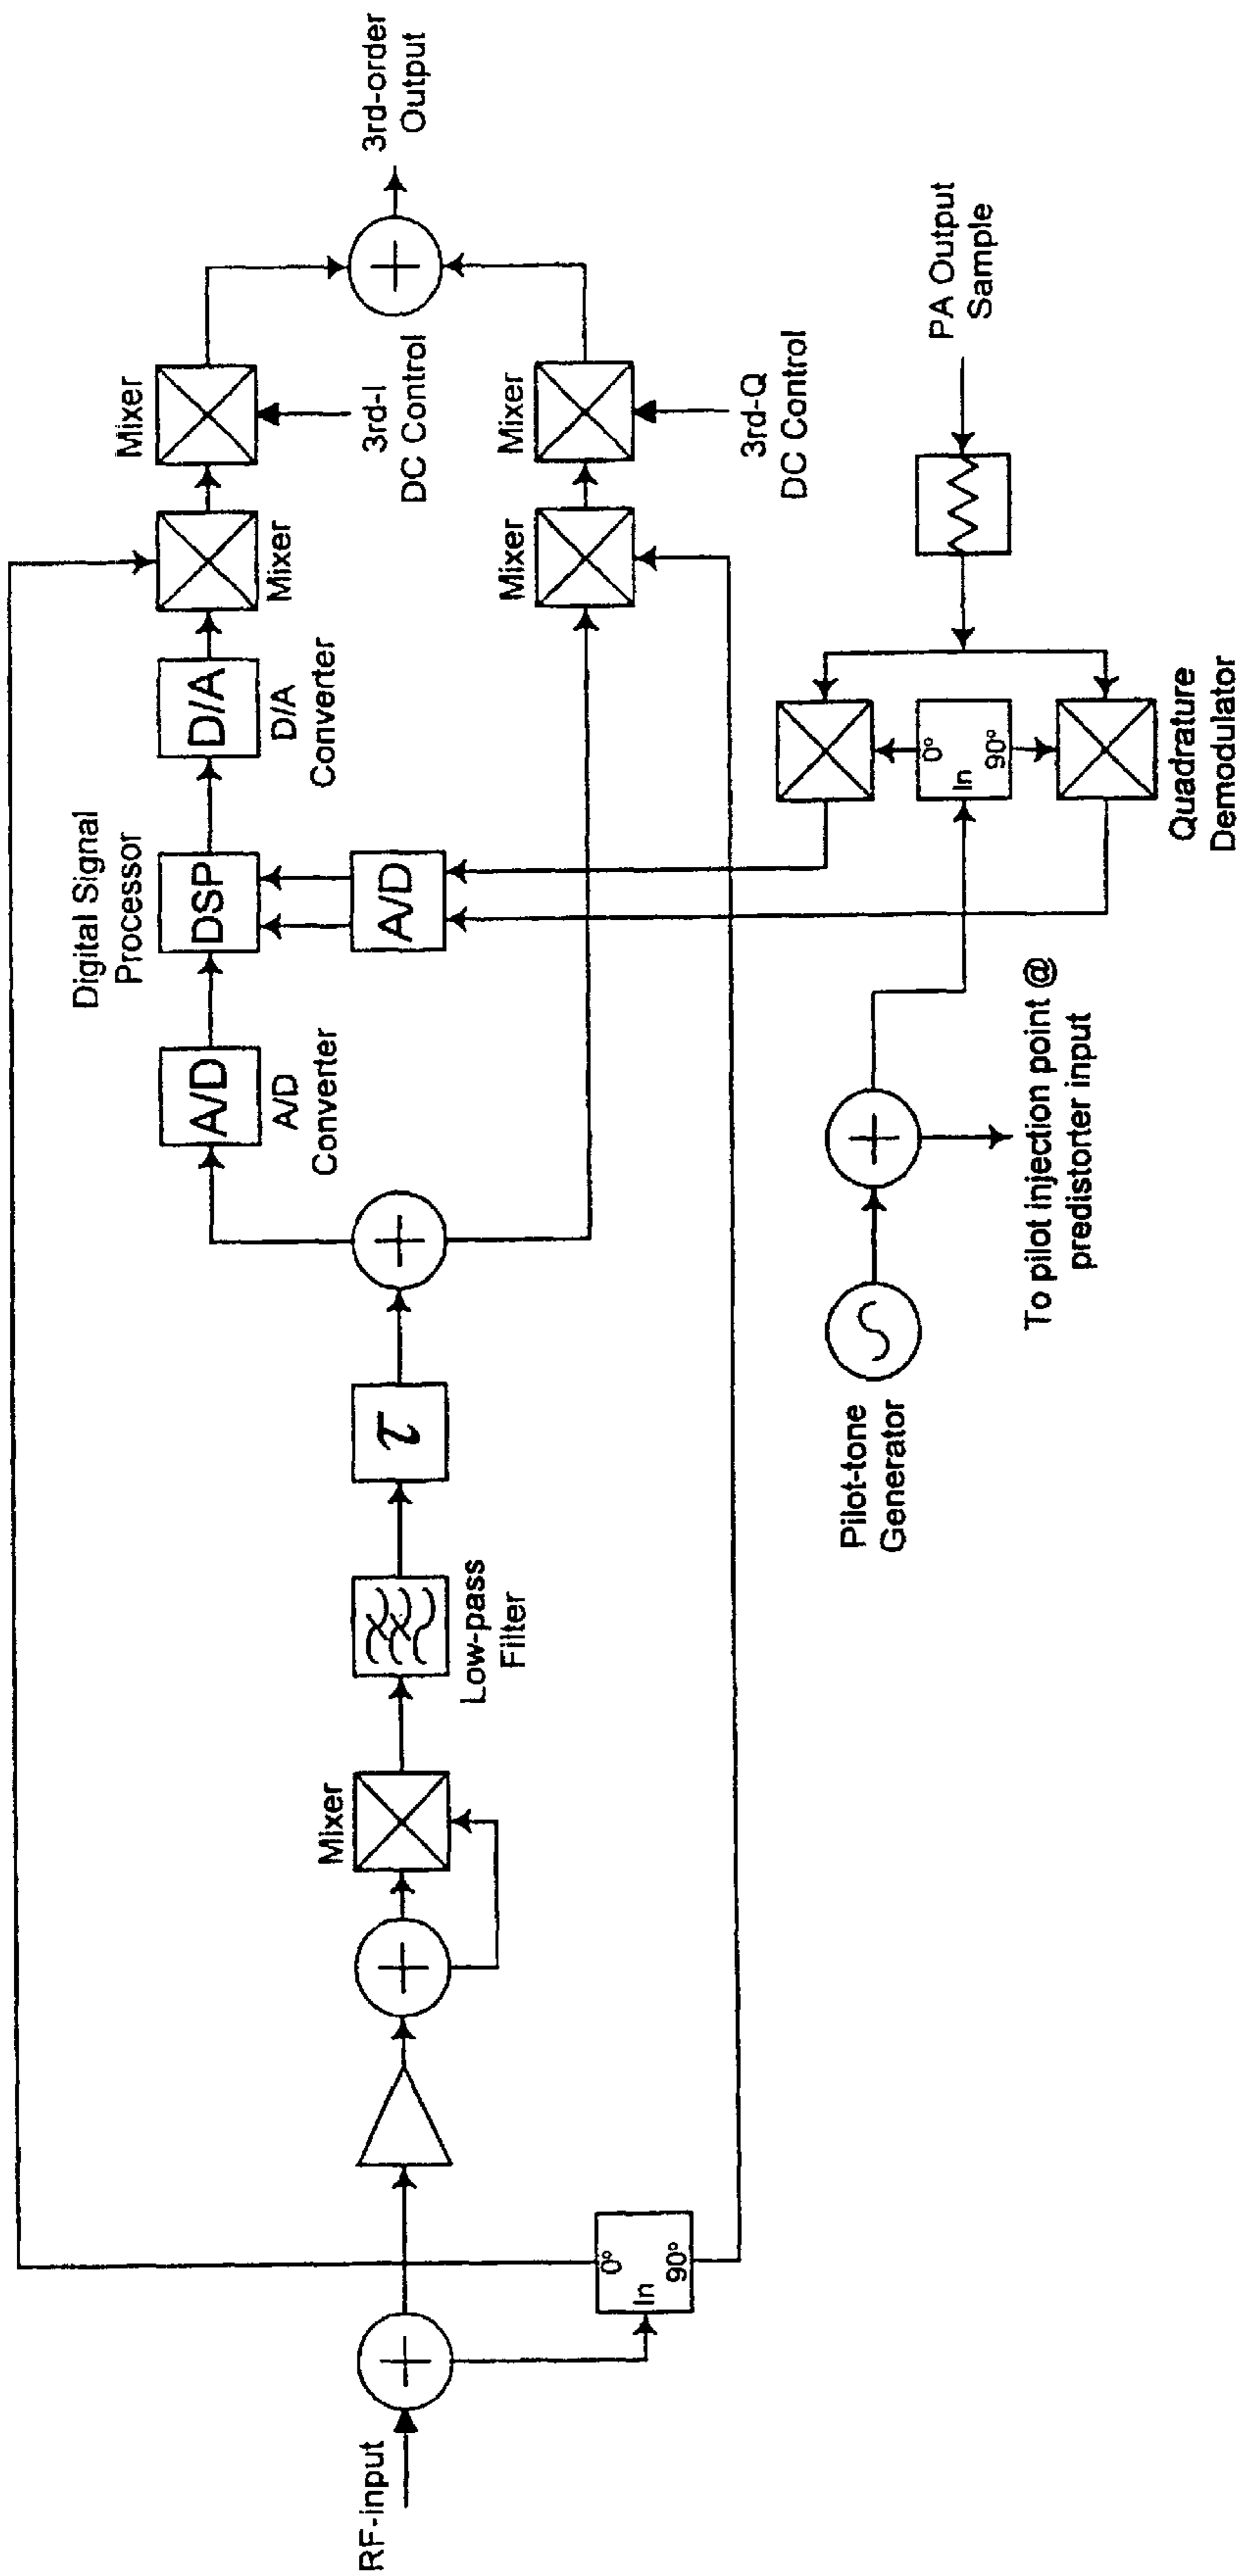 RF-input
In
0°
90°
Mixer
Low-pass
Filter
τ
A/D
A/D
Converter
Digital Signal
Processor
DSP
A/D
D/A
D/A
Converter
Mixer
Mixer
3rd-I
DC Control
Mixer
Mixer
3rd-Q
DC Control
3rd-order
Output
Pilot-tone
Generator
To pilot injection point @
predistorter input
In
0°
90°
Quadrature
Demodulator
PA Output
Sample